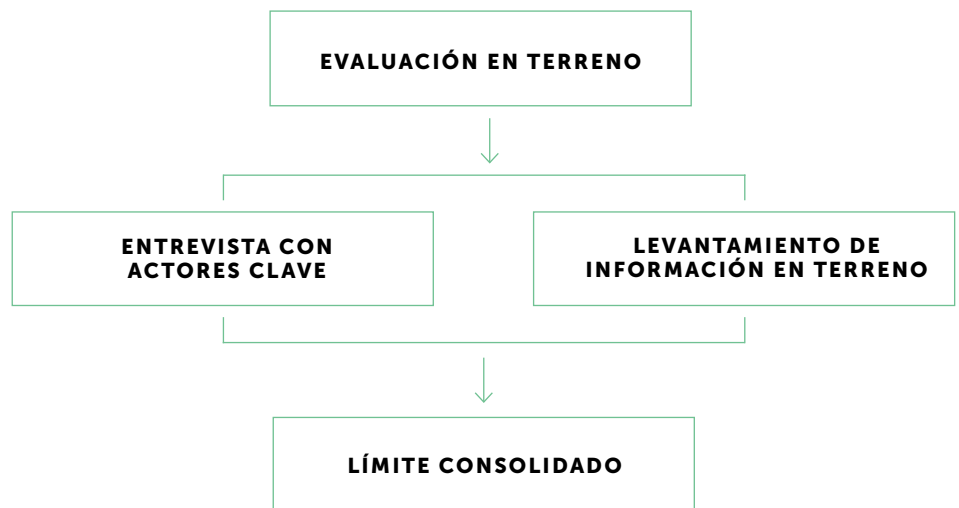 EVALUACIÓN EN TERRENO
ENTREVISTA CON
ACTORES CLAVE
LEVANTAMIENTO DE
INFORMACIÓN EN TERRENO
LÍMITE CONSOLIDADO